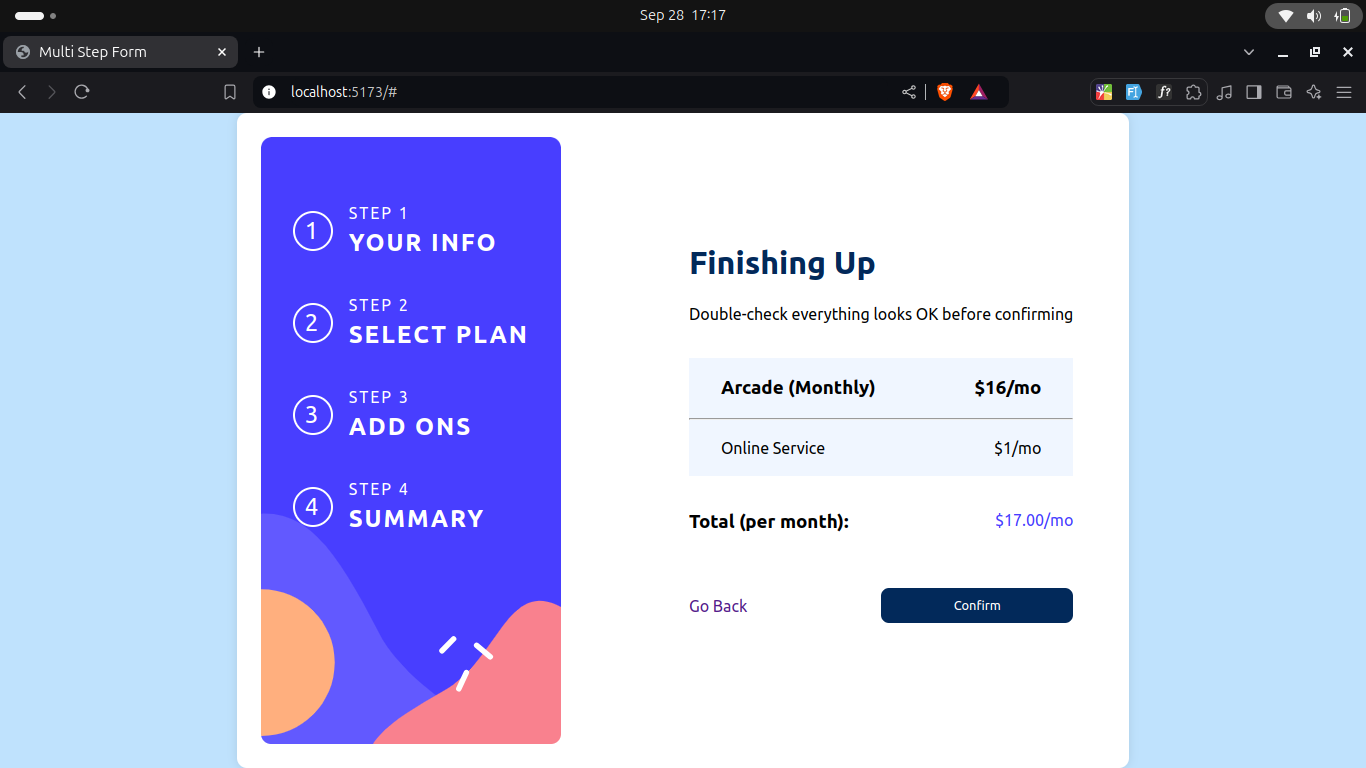 Sep 28 17:17
Multi Step Form
localhost:5173/#
1
STEP 1
YOUR INFO
2
STEP 2
SELECT PLAN
3
STEP 3
ADD ONS
4
STEP 4
SUMMARY
Finishing Up
Double-check everything looks OK before confirming
Arcade (Monthly) $16/mo
Online Service $1/mo
Total (per month): $17.00/mo
Go Back Confirm